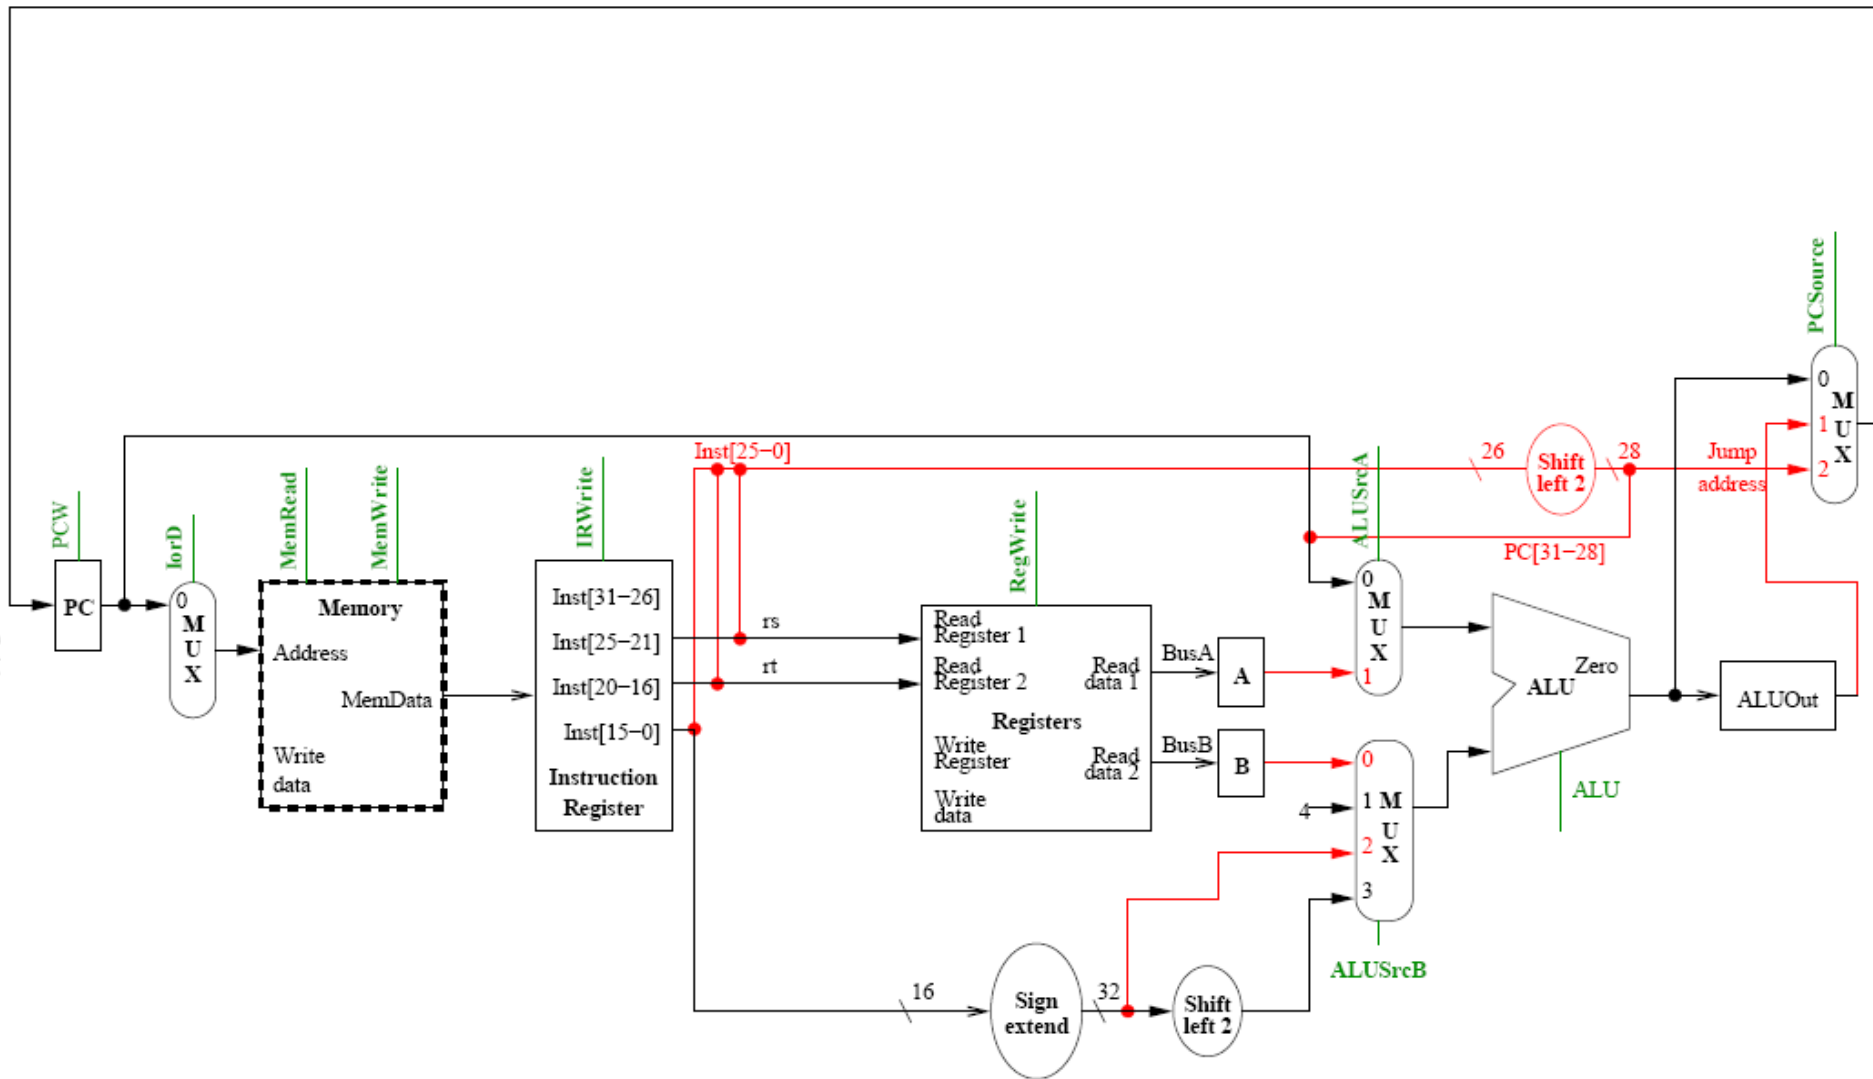 PCW
IorD
MemRead
MemWrite
IRWrite
RegWrite
ALUSrcA
PCSource
PC
0
M
U
X
Memory
Address
MemData
Write
data
Inst[31−26]
Inst[25−21]
Inst[20−16]
Inst[15−0]
Instruction
Register
Inst[25−0]
rs
rt
Read
Register 1
Read
Register 2
Read
data 1
Registers
Write
Register
Read
data 2
Write
data
BusA
BusB
A
B
0
M
U
X
1
0
4
1 M
U
2
X
3
ALUSrcB
16
Sign
extend
32
Shift
left 2
26
Shift
left 2
28
Jump
address
PC[31−28]
Zero
ALU
ALU
ALUOut
0
M
1
U
X
2